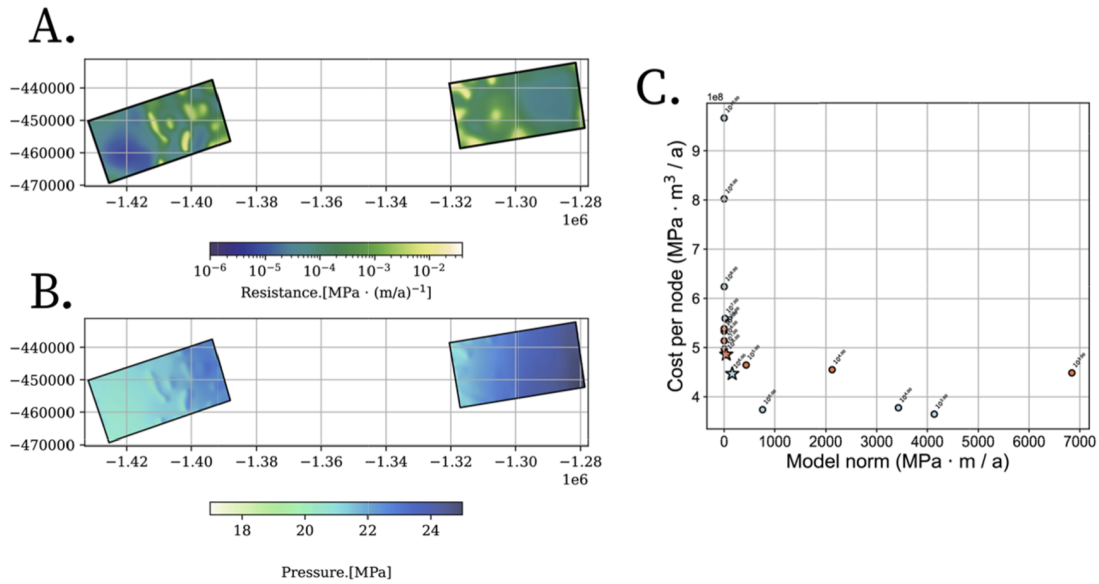 A.
−440000
−450000
−460000
−470000
−1.42 −1.40 −1.38 −1.36 −1.34 −1.32 −1.30 −1.28
1e6
10⁻⁶ 10⁻⁵ 10⁻⁴ 10⁻³ 10⁻²
Resistance.[MPa · (m/a)⁻¹]
B.
−440000
−450000
−460000
−470000
−1.42 −1.40 −1.38 −1.36 −1.34 −1.32 −1.30 −1.28
1e6
18 20 22 24
Pressure.[MPa]
C.
1e8
9
8
7
6
5
4
Cost per node (MPa · m³ / a)
0 1000 2000 3000 4000 5000 6000 7000
Model norm (MPa · m / a)